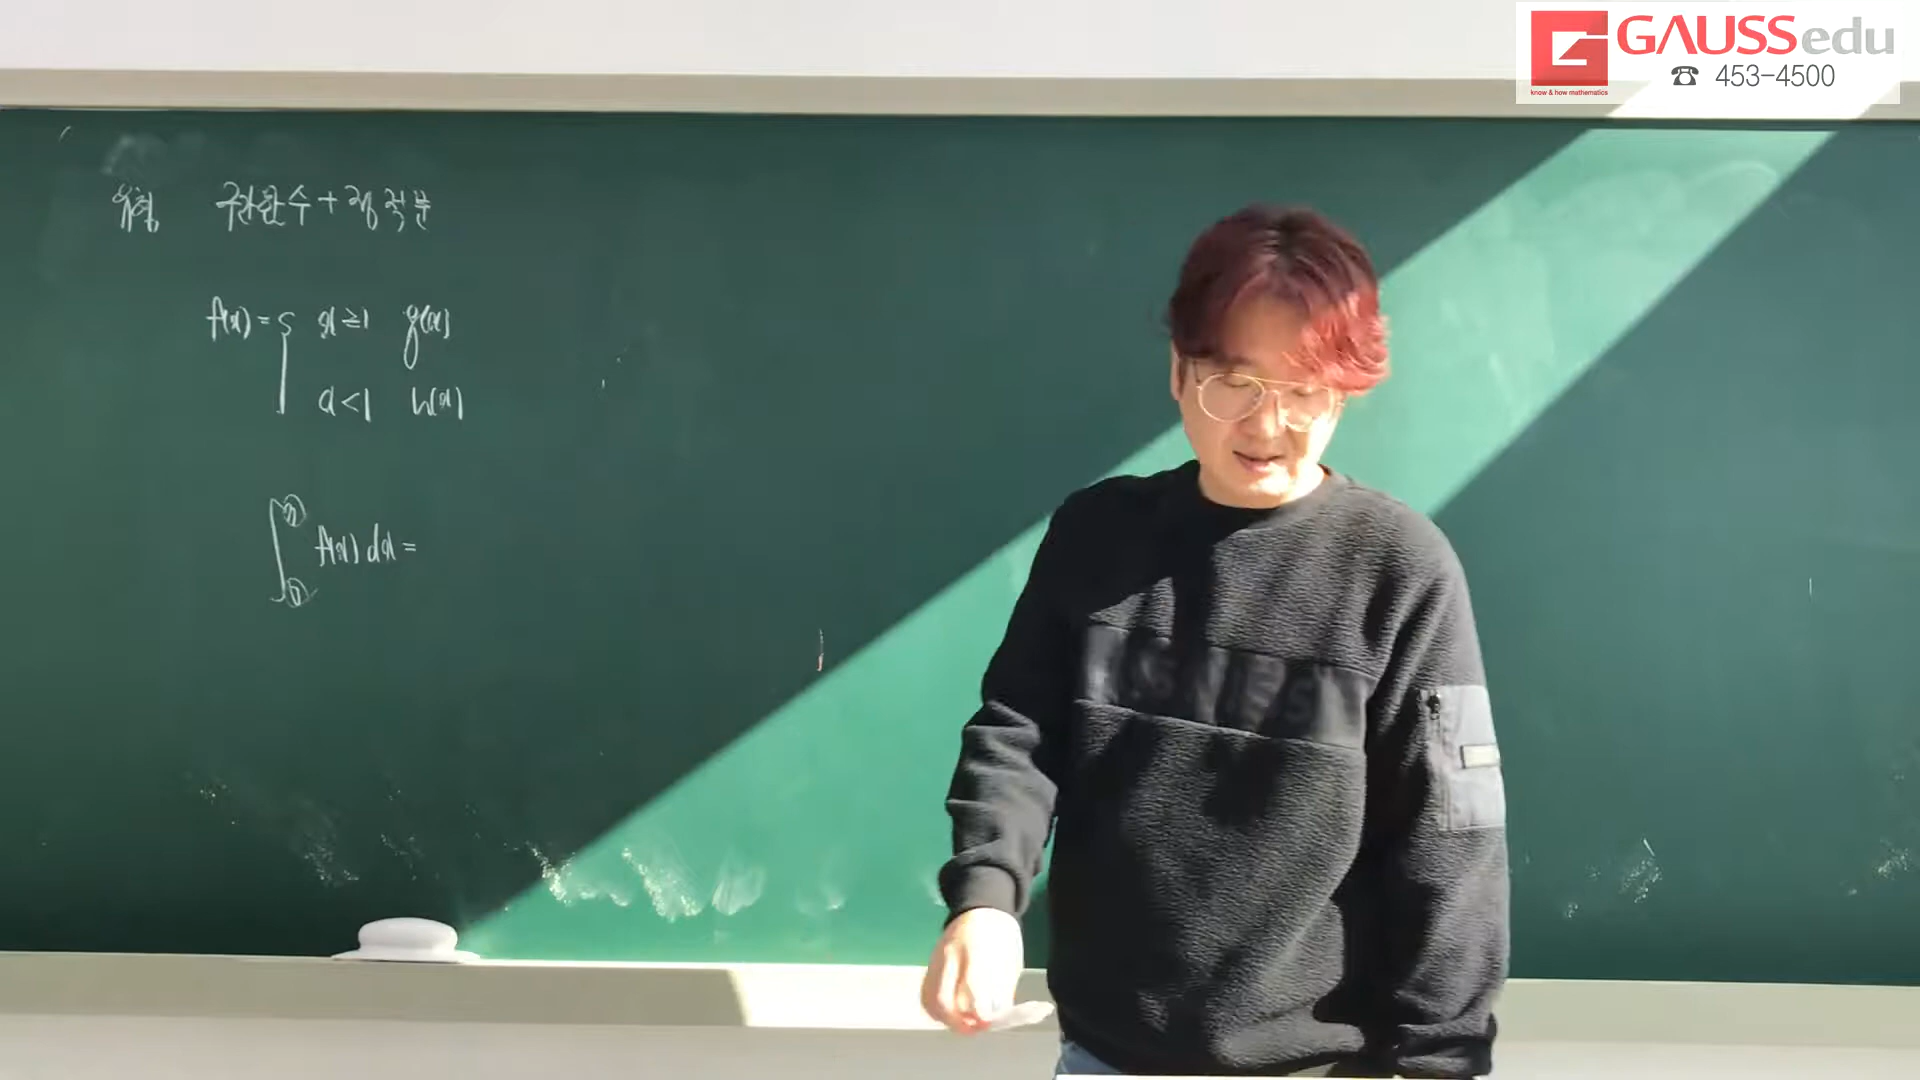 GAUSSedu
☎ 453-4500
know & how mathematics
유형 구간함수+정적분
f(x)= { x≥1 g(x)
x<1 h(x)
∫ f(x)dx=